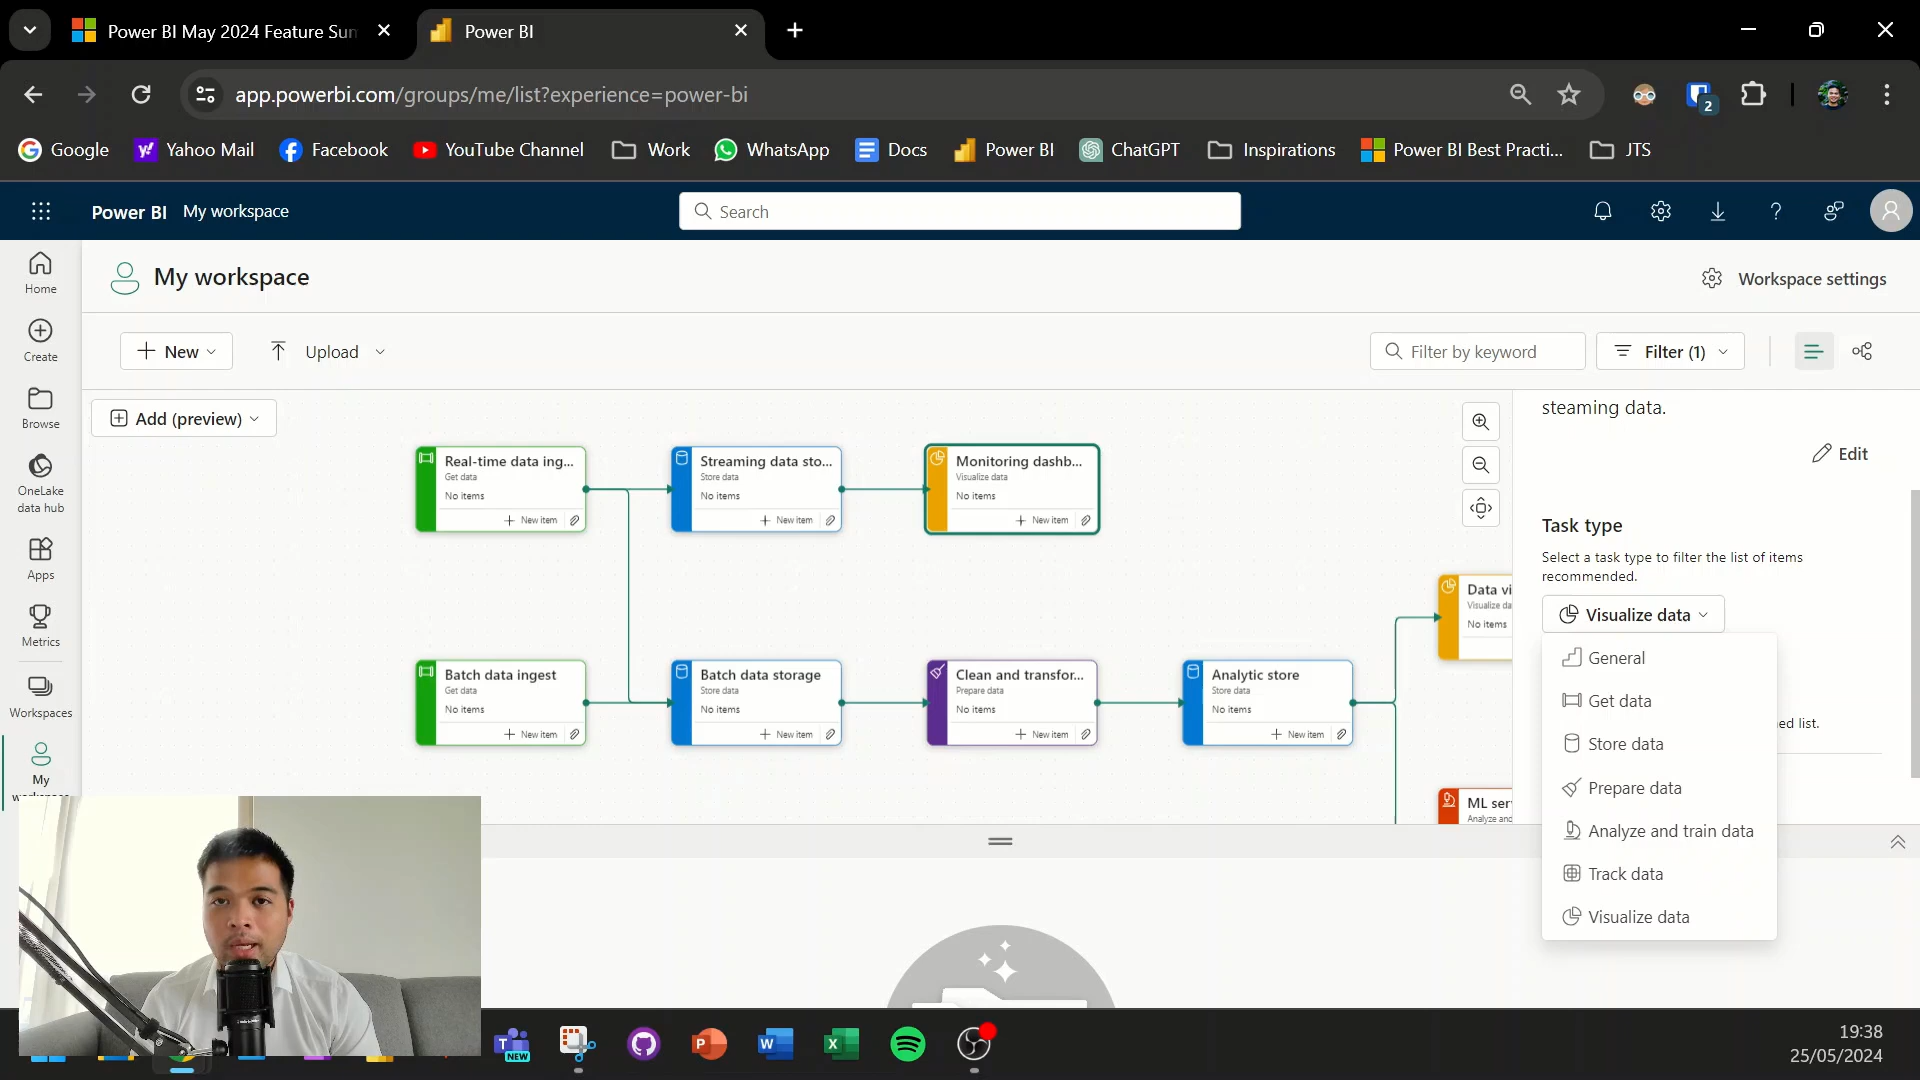 Power BI May 2024 Feature Sum
Power BI
app.powerbi.com/groups/me/list?experience=power-bi
2
Google
Yahoo Mail
Facebook
YouTube Channel
Work
WhatsApp
Docs
Power BI
ChatGPT
Inspirations
Power BI Best Practi...
JTS
Power BI
My workspace
Search
Home
Create
Browse
OneLake
data hub
Apps
Metrics
Workspaces
My
My workspace
Workspace settings
New
Upload
Filter by keyword
Filter (1)
Add (preview)
Real-time data ing...
Get data
No items
New item
Streaming data sto...
Store data
No items
New item
Monitoring dashb...
Visualize data
No items
New item
Batch data ingest
Get data
No items
New item
Batch data storage
Store data
No items
New item
Clean and transfor...
Prepare data
No items
New item
Analytic store
Store data
No items
New item
Data vi
Visualize da
No items
ML ser
Analyze and
steaming data.
Edit
Task type
Select a task type to filter the list of items
recommended.
Visualize data
General
Get data
Store data
Prepare data
Analyze and train data
Track data
Visualize data
ed list.
NEW
19:38
25/05/2024